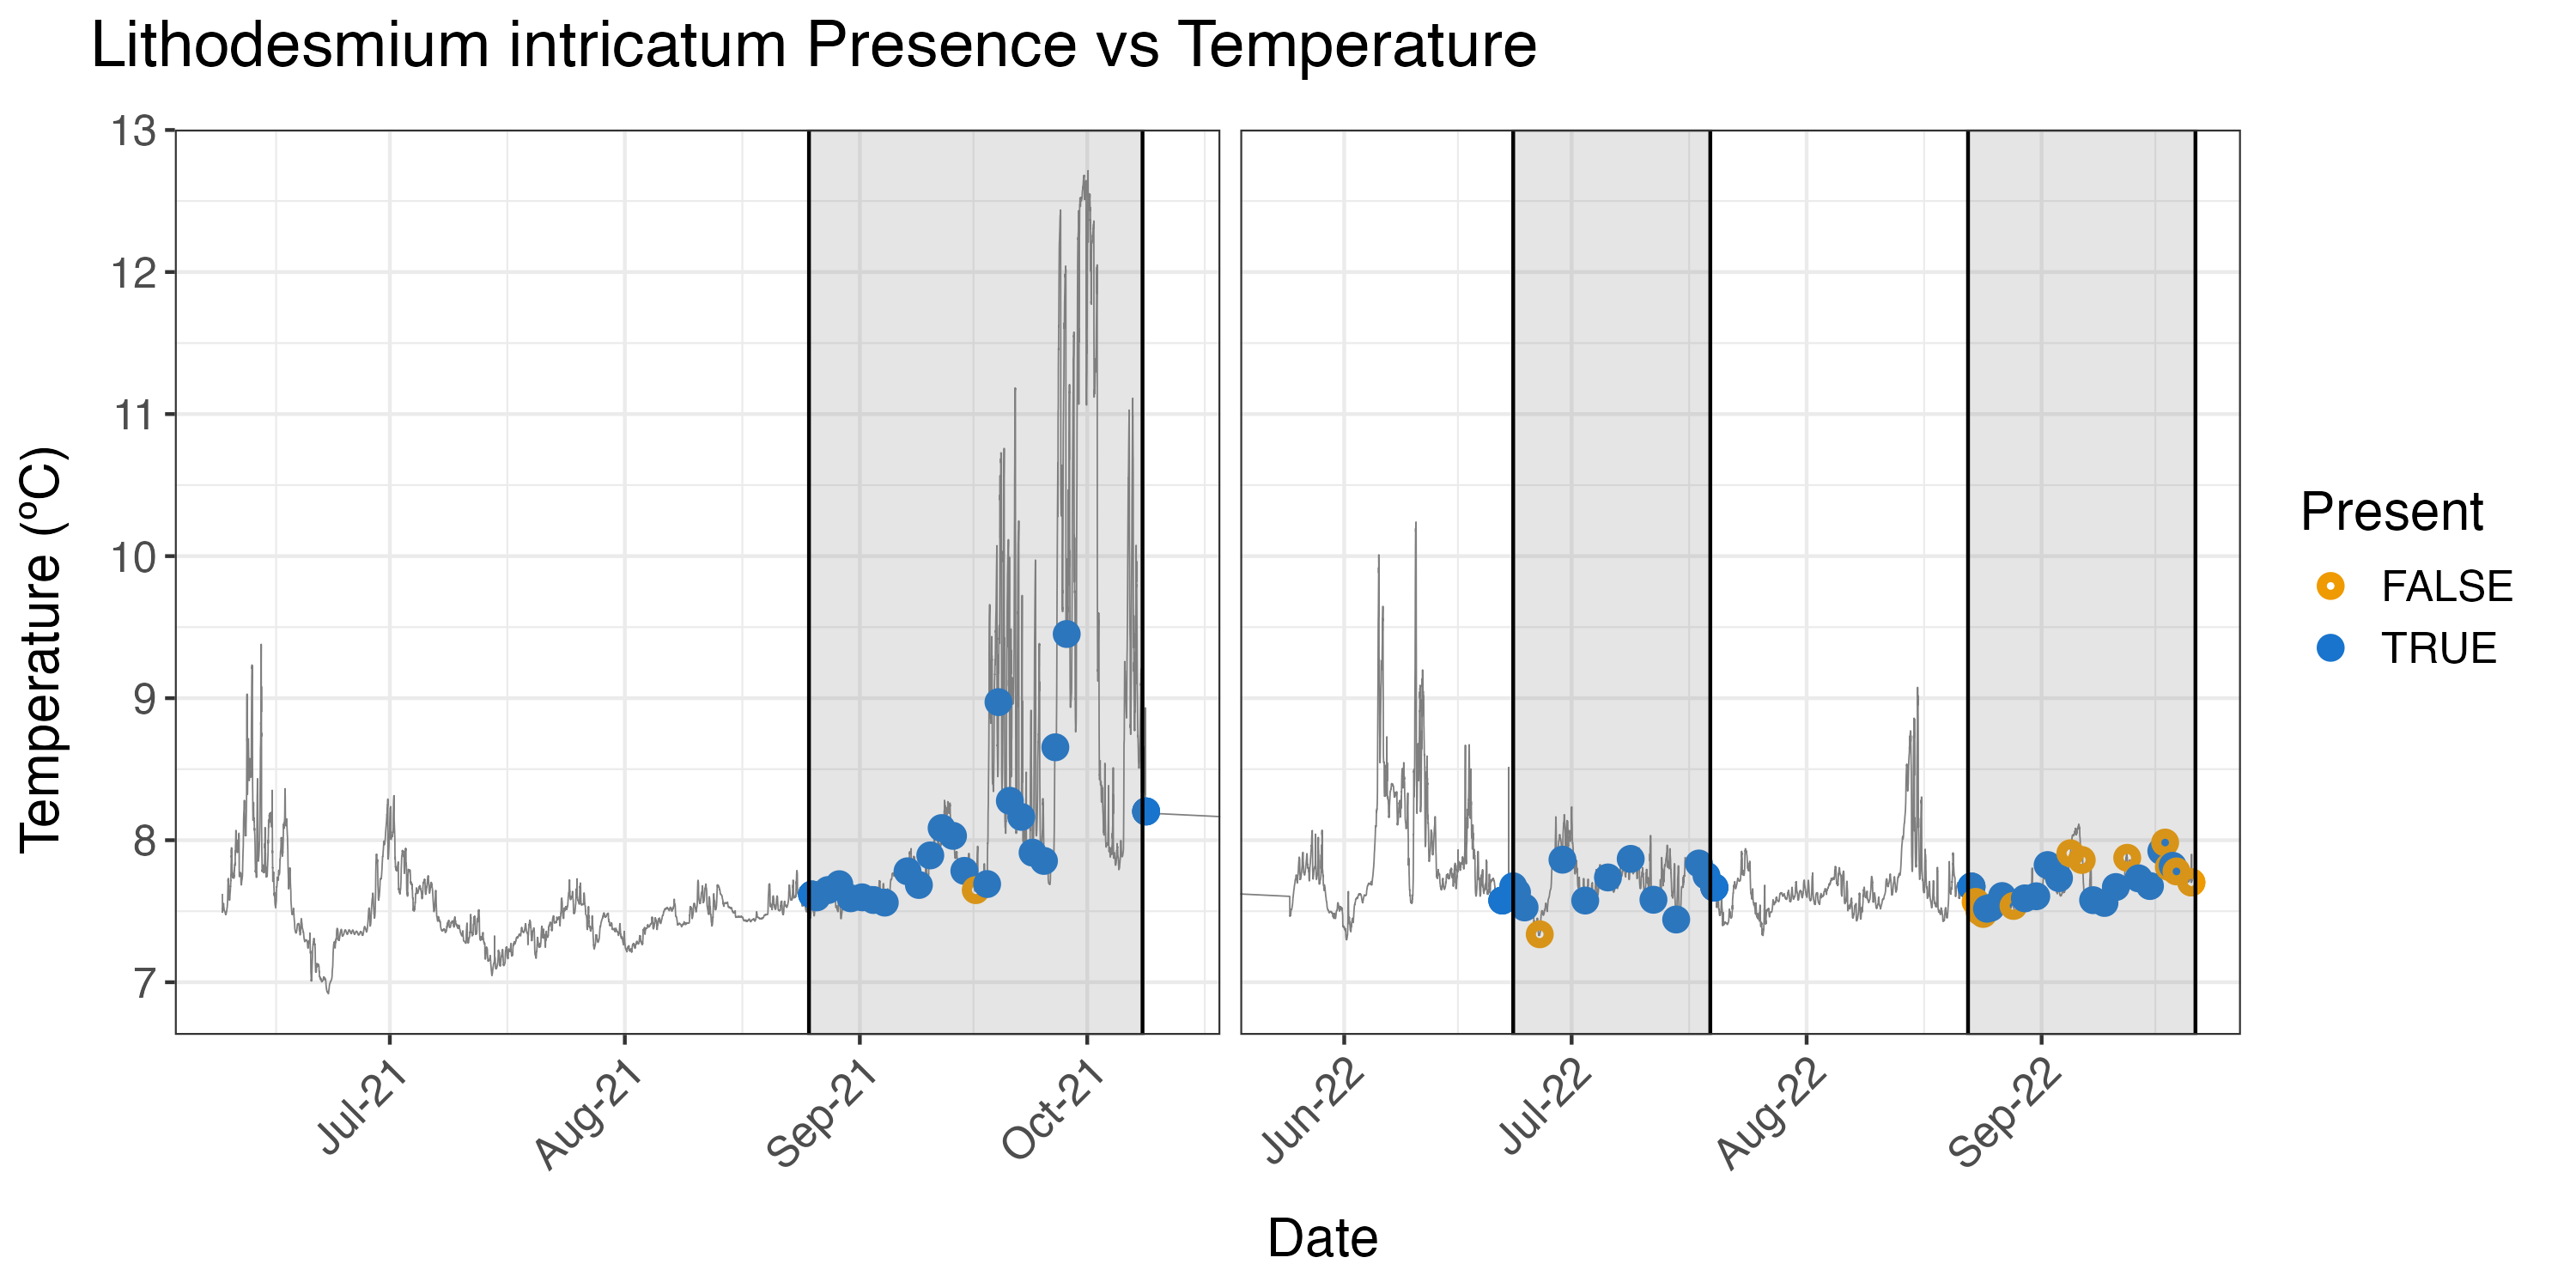 Lithodesmium intricatum Presence vs Temperature
13
12
11
10
9
8
7
Temperature (ºC)
Jul-21
Aug-21
Sep-21
Oct-21
Jun-22
Jul-22
Aug-22
Sep-22
Date
Present
FALSE
TRUE